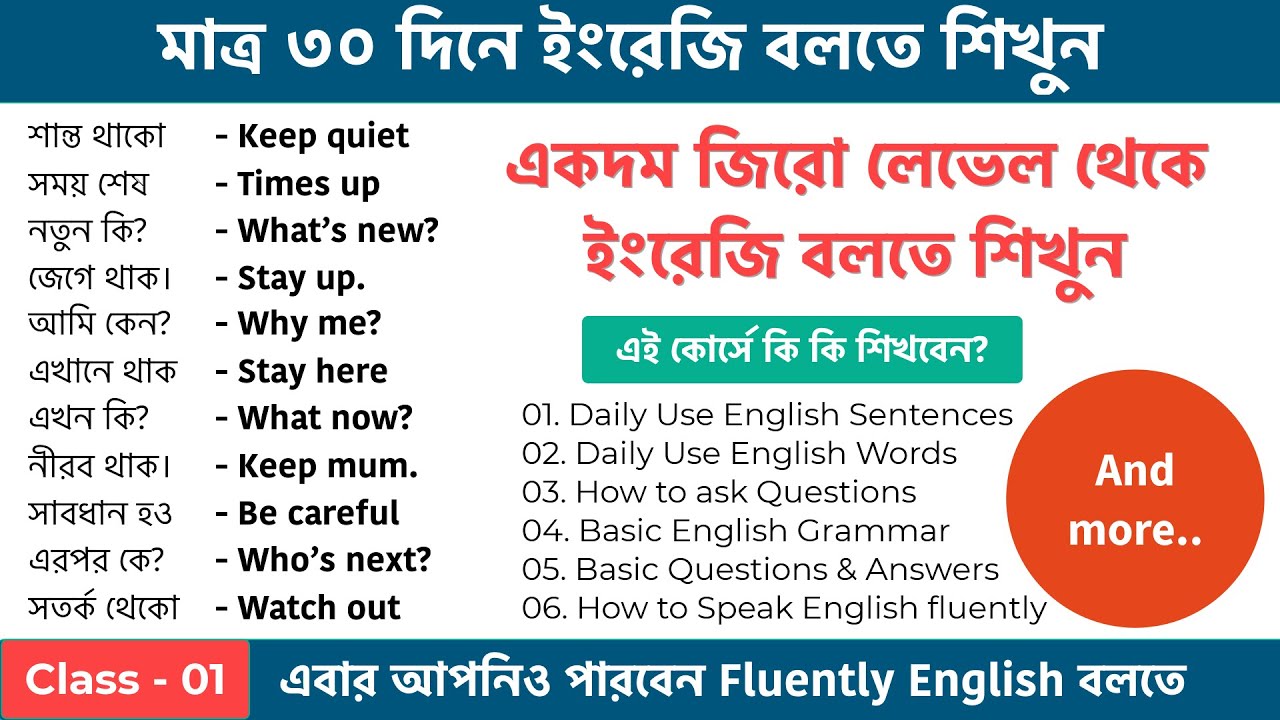 মাত্র ৩০ দিনে ইংরেজি বলতে শিখুন
শান্ত থাকো - Keep quiet
সময় শেষ - Times up
নতুন কি? - What’s new?
জেগে থাক। - Stay up.
আমি কেন? - Why me?
এখানে থাক - Stay here
এখন কি? - What now?
নীরব থাক। - Keep mum.
সাবধান হও - Be careful
এরপর কে? - Who’s next?
সতর্ক থেকো - Watch out
একদম জিরো লেভেল থেকে
ইংরেজি বলতে শিখুন
এই কোর্সে কি কি শিখবেন?
01. Daily Use English Sentences
02. Daily Use English Words
03. How to ask Questions
04. Basic English Grammar
05. Basic Questions & Answers
06. How to Speak English fluently
And
more..
Class - 01
এবার আপনিও পারবেন Fluently English বলতে